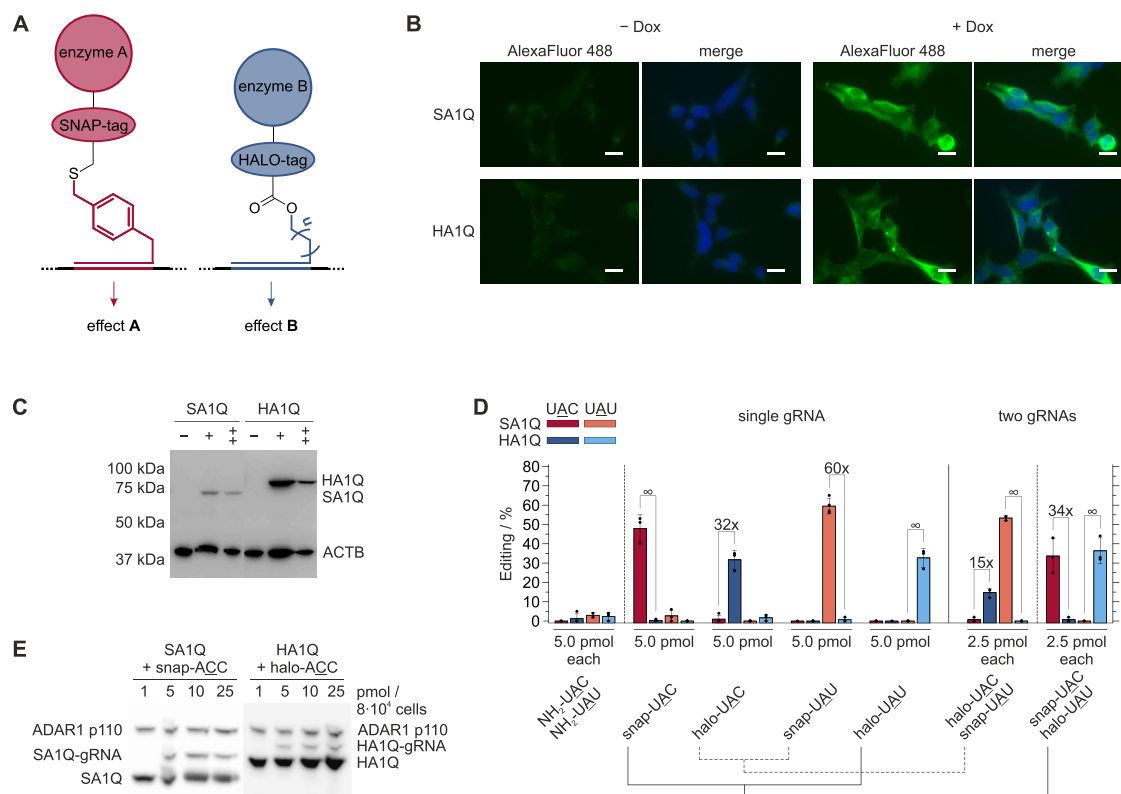 A
enzyme A
SNAP-tag
S
effect A
enzyme B
HALO-tag
O
O
n
effect B
B
− Dox
+ Dox
AlexaFluor 488
merge
AlexaFluor 488
merge
SA1Q
HA1Q
C
SA1Q
HA1Q
− + ++ − + ++
100 kDa
75 kDa
50 kDa
37 kDa
HA1Q
SA1Q
ACTB
D
UAC UAU
SA1Q
HA1Q
single gRNA
two gRNAs
Editing / %
80
70
60
50
40
30
20
10
0
∞
32x
60x
∞
15x
∞
34x
∞
5.0 pmol each
5.0 pmol
5.0 pmol
5.0 pmol
5.0 pmol
2.5 pmol each
2.5 pmol each
NH2-UAC
NH2-UAU
snap-UAC
halo-UAC
snap-UAU
halo-UAU
halo-UAC
snap-UAU
snap-UAC
halo-UAU
E
SA1Q
+ snap-ACC
HA1Q
+ halo-ACC
1 5 10 25
1 5 10 25
pmol /
8·10⁴ cells
ADAR1 p110
SA1Q-gRNA
SA1Q
ADAR1 p110
HA1Q-gRNA
HA1Q